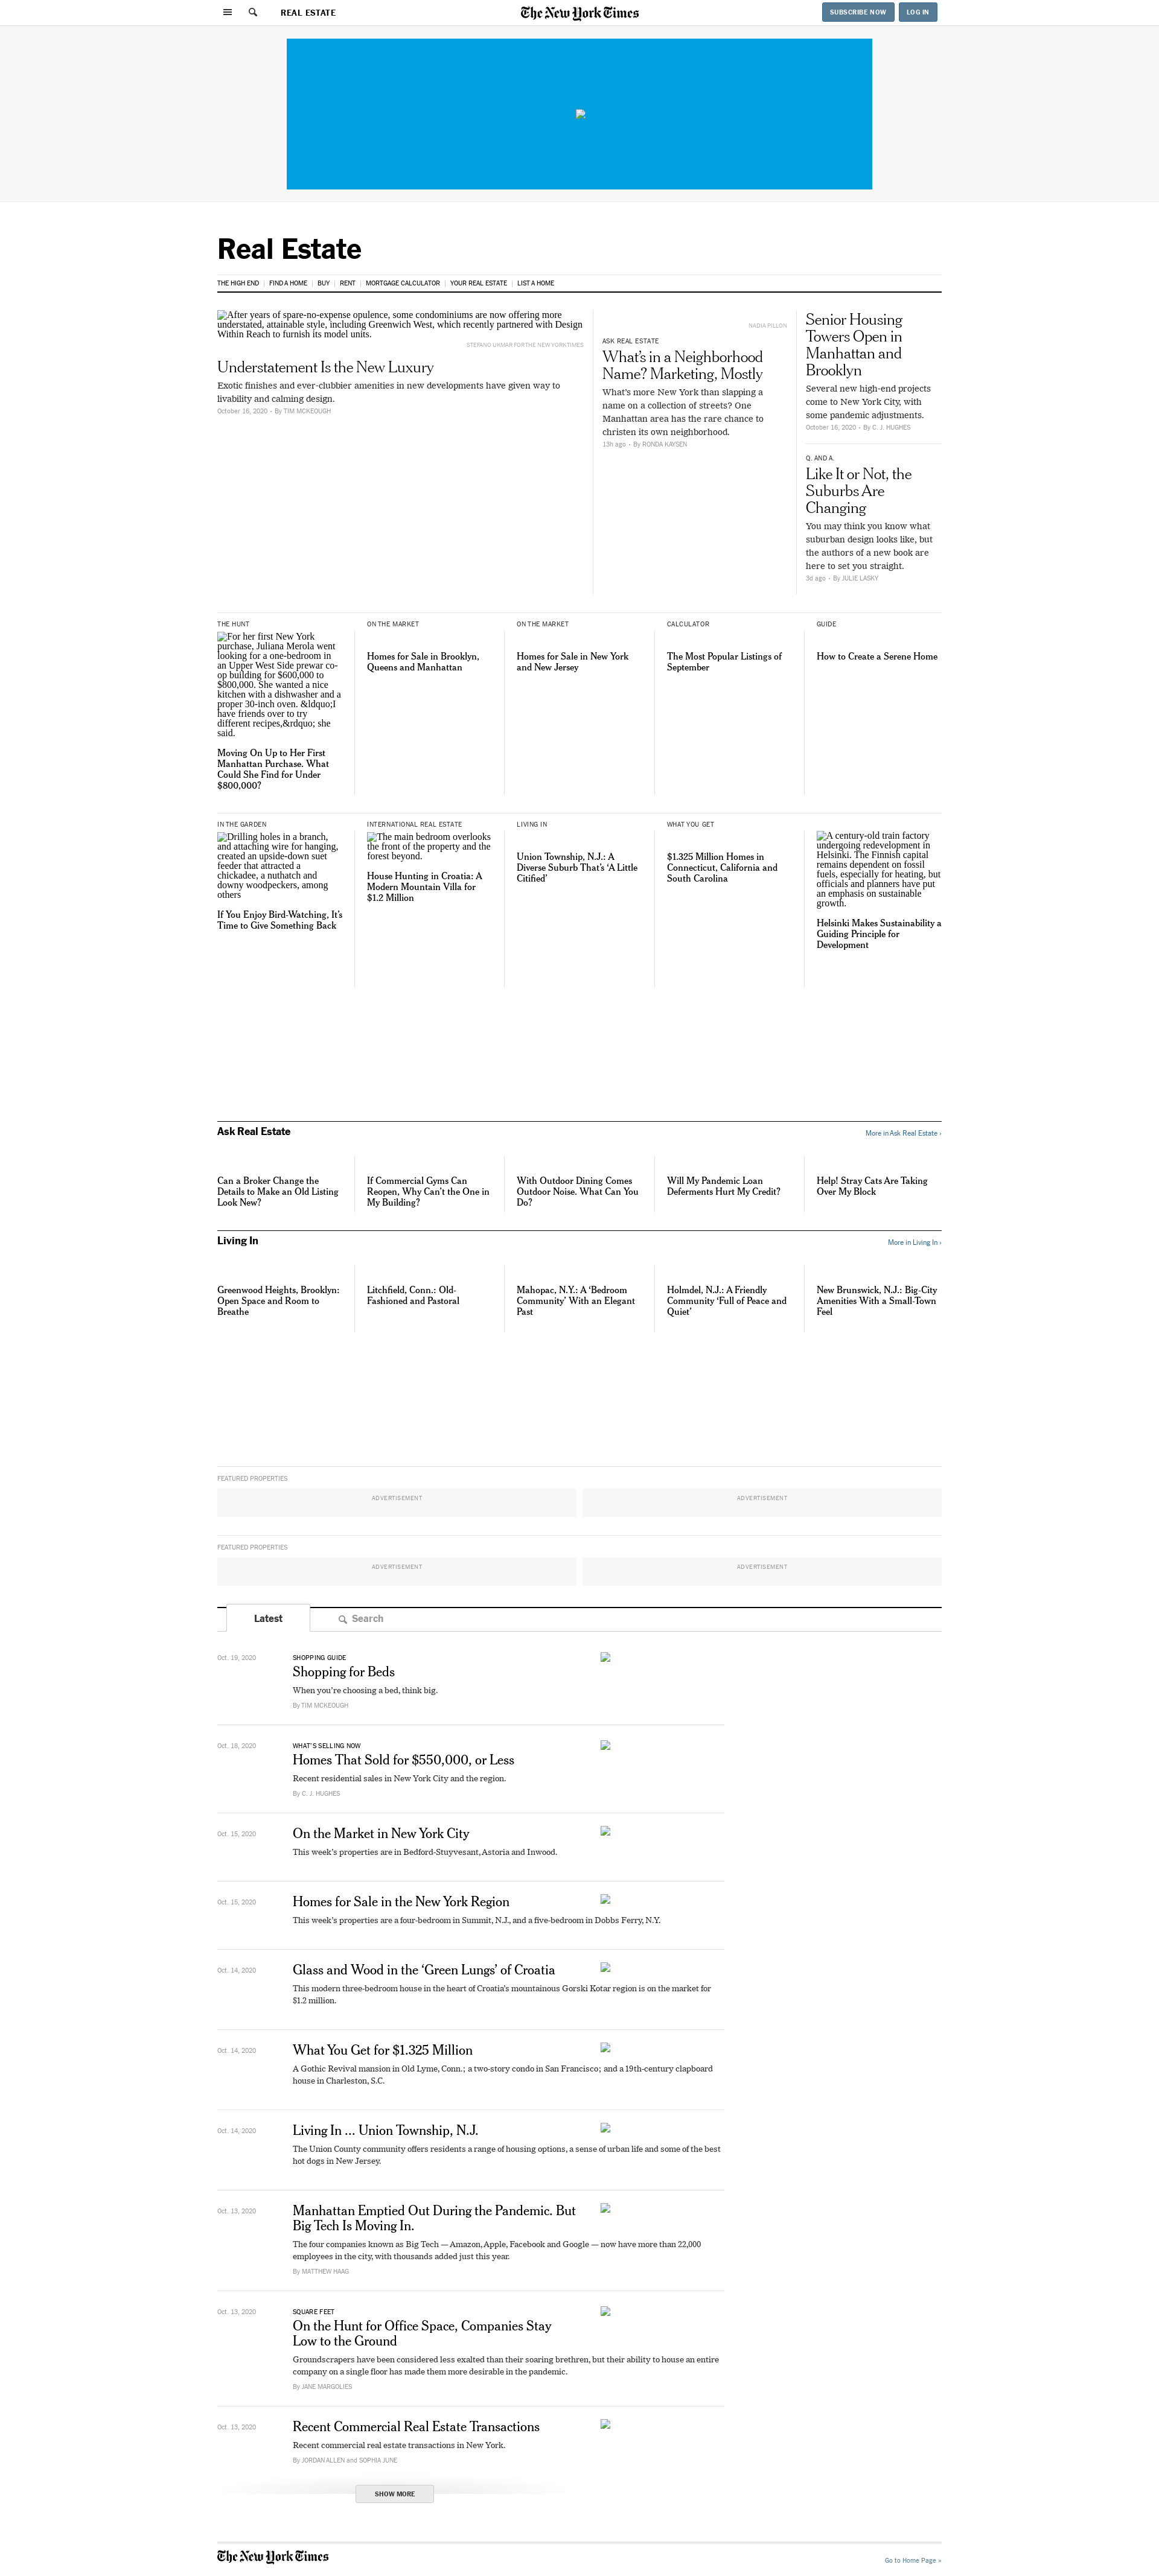 REAL ESTATE
The New York Times
SUBSCRIBE NOW
LOG IN
Real Estate
THE HIGH END
FIND A HOME
BUY
RENT
MORTGAGE CALCULATOR
YOUR REAL ESTATE
LIST A HOME
After years of spare-no-expense opulence, some condominiums are now offering more
understated, attainable style, including Greenwich West, which recently partnered with Design
Within Reach to furnish its model units.
STEFANO UKMAR FOR THE NEW YORK TIMES
Understatement Is the New Luxury
Exotic finishes and ever-clubbier amenities in new developments have given way to
livability and calming design.
October 16, 2020 - By TIM MCKEOUGH
NADIA PILLON
ASK REAL ESTATE
What’s in a Neighborhood
Name? Marketing, Mostly
What’s more New York than slapping a
name on a collection of streets? One
Manhattan area has the rare chance to
christen its own neighborhood.
13h ago - By RONDA KAYSEN
Senior Housing
Towers Open in
Manhattan and
Brooklyn
Several new high-end projects
come to New York City, with
some pandemic adjustments.
October 16, 2020 - By C. J. HUGHES
Q. AND A.
Like It or Not, the
Suburbs Are
Changing
You may think you know what
suburban design looks like, but
the authors of a new book are
here to set you straight.
3d ago - By JULIE LASKY
THE HUNT
For her first New York
purchase, Juliana Merola went
looking for a one-bedroom in
an Upper West Side prewar co-
op building for $600,000 to
$800,000. She wanted a nice
kitchen with a dishwasher and a
proper 30-inch oven. &ldquo;I
have friends over to try
different recipes,&rdquo; she
said.
Moving On Up to Her First
Manhattan Purchase. What
Could She Find for Under
$800,000?
ON THE MARKET
Homes for Sale in Brooklyn,
Queens and Manhattan
ON THE MARKET
Homes for Sale in New York
and New Jersey
CALCULATOR
The Most Popular Listings of
September
GUIDE
How to Create a Serene Home
IN THE GARDEN
Drilling holes in a branch,
and attaching wire for hanging,
created an upside-down suet
feeder that attracted a
chickadee, a nuthatch and
downy woodpeckers, among
others
If You Enjoy Bird-Watching, It’s
Time to Give Something Back
INTERNATIONAL REAL ESTATE
The main bedroom overlooks
the front of the property and the
forest beyond.
House Hunting in Croatia: A
Modern Mountain Villa for
$1.2 Million
LIVING IN
Union Township, N.J.: A
Diverse Suburb That’s ‘A Little
Citified’
WHAT YOU GET
$1.325 Million Homes in
Connecticut, California and
South Carolina
A century-old train factory
undergoing redevelopment in
Helsinki. The Finnish capital
remains dependent on fossil
fuels, especially for heating, but
officials and planners have put
an emphasis on sustainable
growth.
Helsinki Makes Sustainability a
Guiding Principle for
Development
Ask Real Estate
More in Ask Real Estate ›
Can a Broker Change the
Details to Make an Old Listing
Look New?
If Commercial Gyms Can
Reopen, Why Can’t the One in
My Building?
With Outdoor Dining Comes
Outdoor Noise. What Can You
Do?
Will My Pandemic Loan
Deferments Hurt My Credit?
Help! Stray Cats Are Taking
Over My Block
Living In
More in Living In ›
Greenwood Heights, Brooklyn:
Open Space and Room to
Breathe
Litchfield, Conn.: Old-
Fashioned and Pastoral
Mahopac, N.Y.: A ‘Bedroom
Community’ With an Elegant
Past
Holmdel, N.J.: A Friendly
Community ‘Full of Peace and
Quiet’
New Brunswick, N.J.: Big-City
Amenities With a Small-Town
Feel
FEATURED PROPERTIES
ADVERTISEMENT
ADVERTISEMENT
FEATURED PROPERTIES
ADVERTISEMENT
ADVERTISEMENT
Latest
Search
Oct. 19, 2020
SHOPPING GUIDE
Shopping for Beds
When you’re choosing a bed, think big.
By TIM MCKEOUGH
Oct. 18, 2020
WHAT’S SELLING NOW
Homes That Sold for $550,000, or Less
Recent residential sales in New York City and the region.
By C. J. HUGHES
Oct. 15, 2020
On the Market in New York City
This week’s properties are in Bedford-Stuyvesant, Astoria and Inwood.
Oct. 15, 2020
Homes for Sale in the New York Region
This week’s properties are a four-bedroom in Summit, N.J., and a five-bedroom in Dobbs Ferry, N.Y.
Oct. 14, 2020
Glass and Wood in the ‘Green Lungs’ of Croatia
This modern three-bedroom house in the heart of Croatia’s mountainous Gorski Kotar region is on the market for
$1.2 million.
Oct. 14, 2020
What You Get for $1.325 Million
A Gothic Revival mansion in Old Lyme, Conn.; a two-story condo in San Francisco; and a 19th-century clapboard
house in Charleston, S.C.
Oct. 14, 2020
Living In ... Union Township, N.J.
The Union County community offers residents a range of housing options, a sense of urban life and some of the best
hot dogs in New Jersey.
Oct. 13, 2020
Manhattan Emptied Out During the Pandemic. But
Big Tech Is Moving In.
The four companies known as Big Tech — Amazon, Apple, Facebook and Google — now have more than 22,000
employees in the city, with thousands added just this year.
By MATTHEW HAAG
Oct. 13, 2020
SQUARE FEET
On the Hunt for Office Space, Companies Stay
Low to the Ground
Groundscrapers have been considered less exalted than their soaring brethren, but their ability to house an entire
company on a single floor has made them more desirable in the pandemic.
By JANE MARGOLIES
Oct. 13, 2020
Recent Commercial Real Estate Transactions
Recent commercial real estate transactions in New York.
By JORDAN ALLEN and SOPHIA JUNE
SHOW MORE
The New York Times
Go to Home Page »